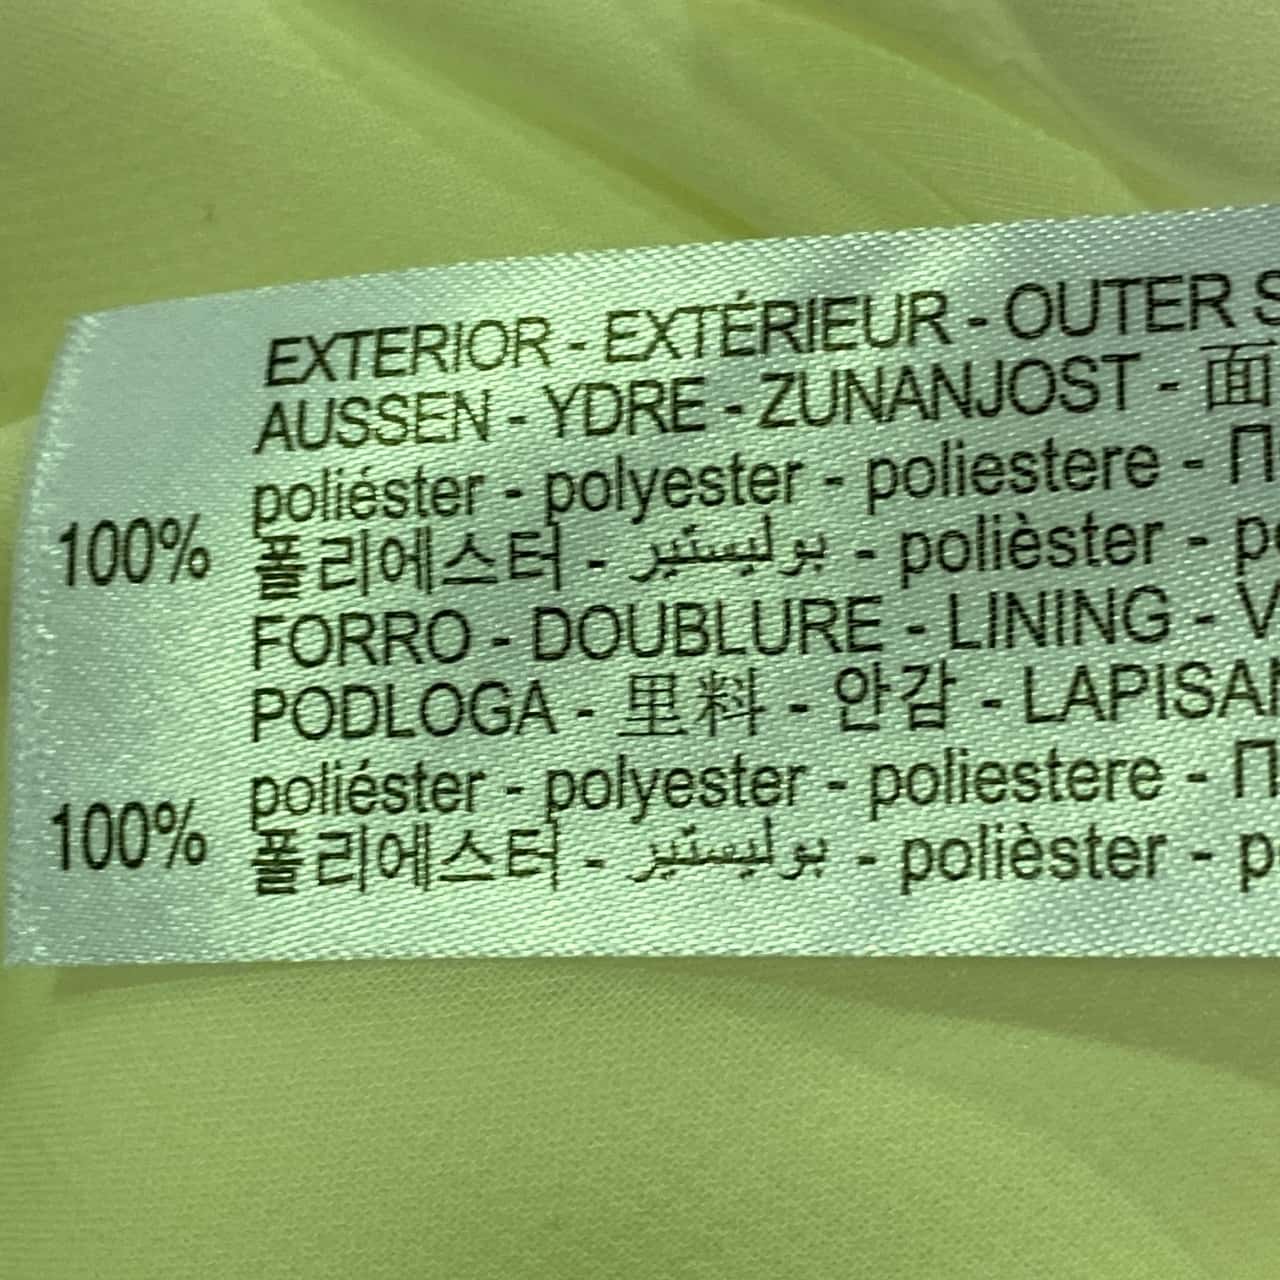 EXTERIOR - EXTÉRIEUR - OUTER
AUSSEN - YDRE - ZUNANJOST - 面
poliéster - polyester - poliestere -
100% 폴리에스터 - بوليستير - polièster -
FORRO - DOUBLURE - LINING -
PODLOGA - 里料 - 안감 -
poliéster - polyester - poliestere -
100% 폴리에스터 - بوليستير - polièster -